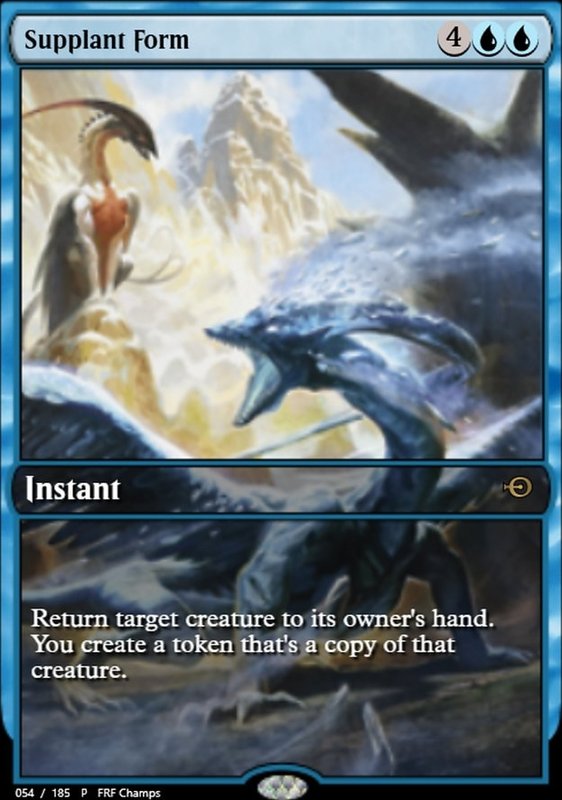 Supplant Form 4
Instant
Return target creature to its owner's hand.
You create a token that's a copy of that
creature.
054 / 185 P FRF Champs